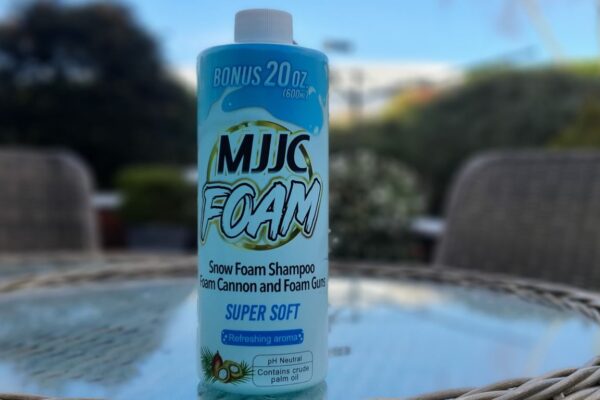 BONUS 20 OZ.
(600ml)
MJJC
FOAM
Snow Foam Shampoo
Foam Cannon and Foam Guns
SUPER SOFT
Refreshing aroma
pH Neutral
Contains crude
palm oil